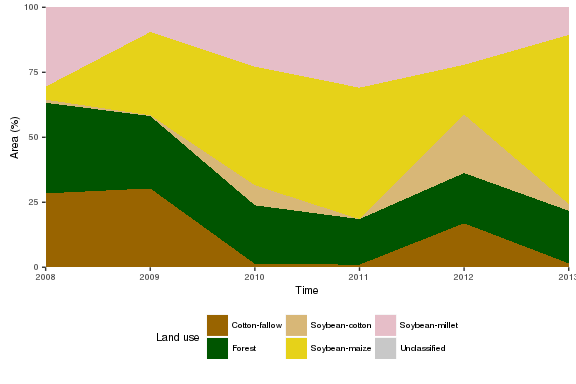 100
75
50
25
0
Area (%)
2008 2009 2010 2011 2012 2013
Time
Land use
Cotton-fallow Soybean-cotton Soybean-millet
Forest Soybean-maize Unclassified